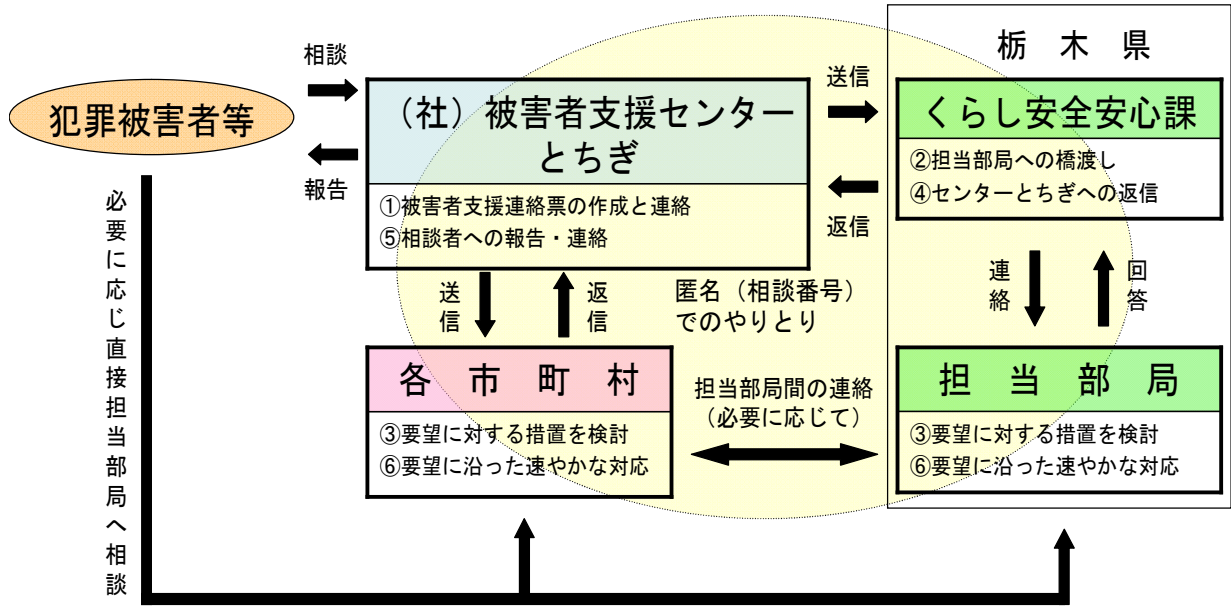 栃木県
相談
送信
犯罪被害者等
（社）被害者支援センター
とちぎ
くらし安全安心課
②担当部局への橋渡し
④センターとちぎへの返信
報告
返信
①被害者支援連絡票の作成と連絡
⑤相談者への報告・連絡
必要に応じ直接担当部局へ相談
送信
返信
匿名（相談番号）
でのやりとり
連絡
回答
各市町村
③要望に対する措置を検討
⑥要望に沿った速やかな対応
担当部局間の連絡
（必要に応じて）
担当部局
③要望に対する措置を検討
⑥要望に沿った速やかな対応